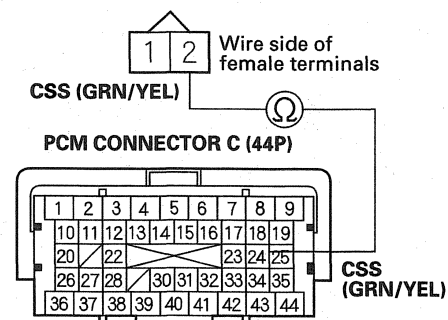 1 2
Wire side of
female terminals
CSS (GRN/YEL)
Ω
PCM CONNECTOR C (44P)
1 2 3 4 5 6 7 8 9
10 11 12 13 14 15 16 17 18 19
20 22 23 24 25
CSS
(GRN/YEL)
26 27 28 30 31 32 33 34 35
36 37 38 39 40 41 42 43 44